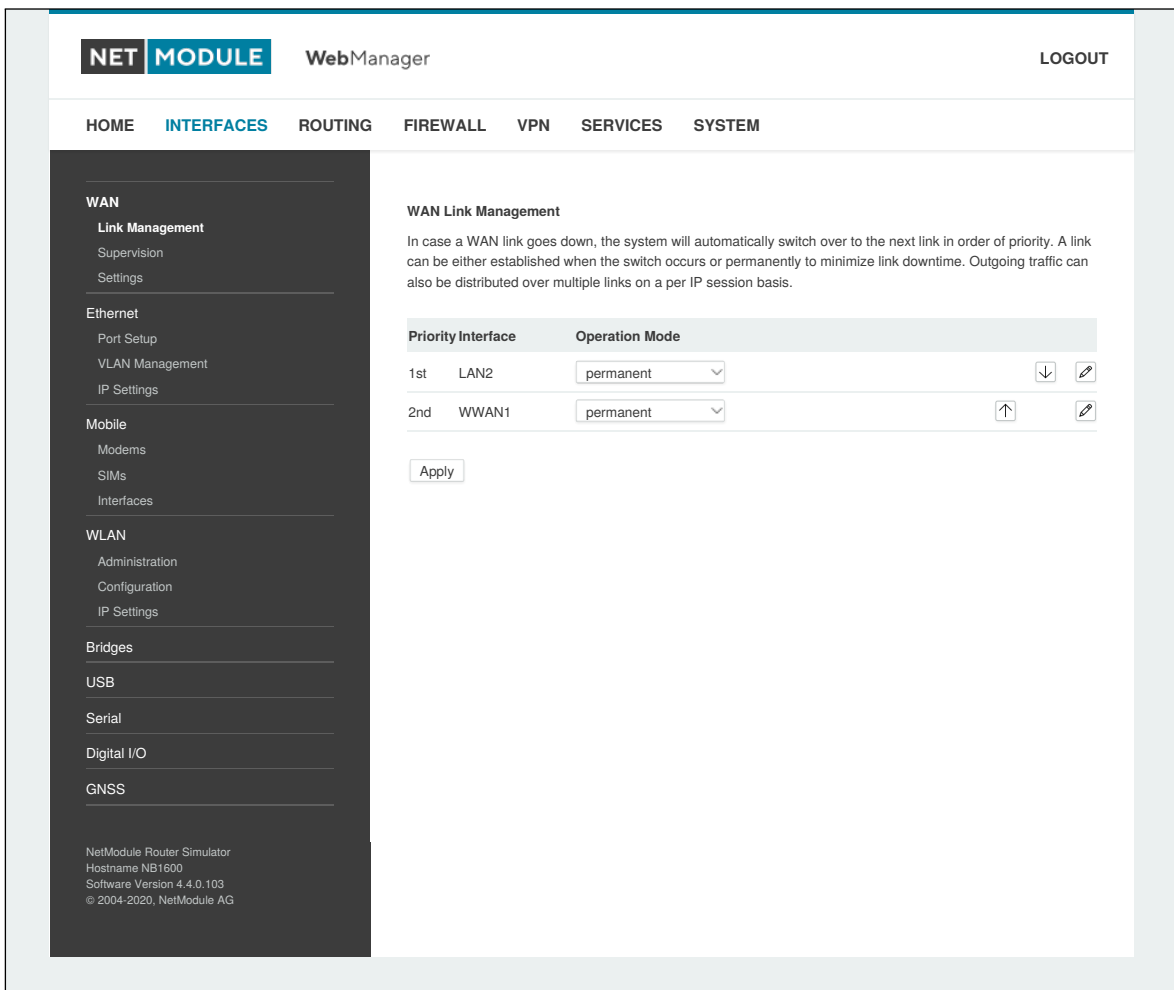 NET MODULE WebManager LOGOUT
HOME INTERFACES ROUTING FIREWALL VPN SERVICES SYSTEM
WAN
Link Management
Supervision
Settings
Ethernet
Port Setup
VLAN Management
IP Settings
Mobile
Modems
SIMs
Interfaces
WLAN
Administration
Configuration
IP Settings
Bridges
USB
Serial
Digital I/O
GNSS
NetModule Router Simulator
Hostname NB1600
Software Version 4.4.0.103
© 2004-2020, NetModule AG
WAN Link Management
In case a WAN link goes down, the system will automatically switch over to the next link in order of priority. A link
can be either established when the switch occurs or permanently to minimize link downtime. Outgoing traffic can
also be distributed over multiple links on a per IP session basis.
Priority Interface Operation Mode
1st LAN2 permanent
2nd WWAN1 permanent
Apply